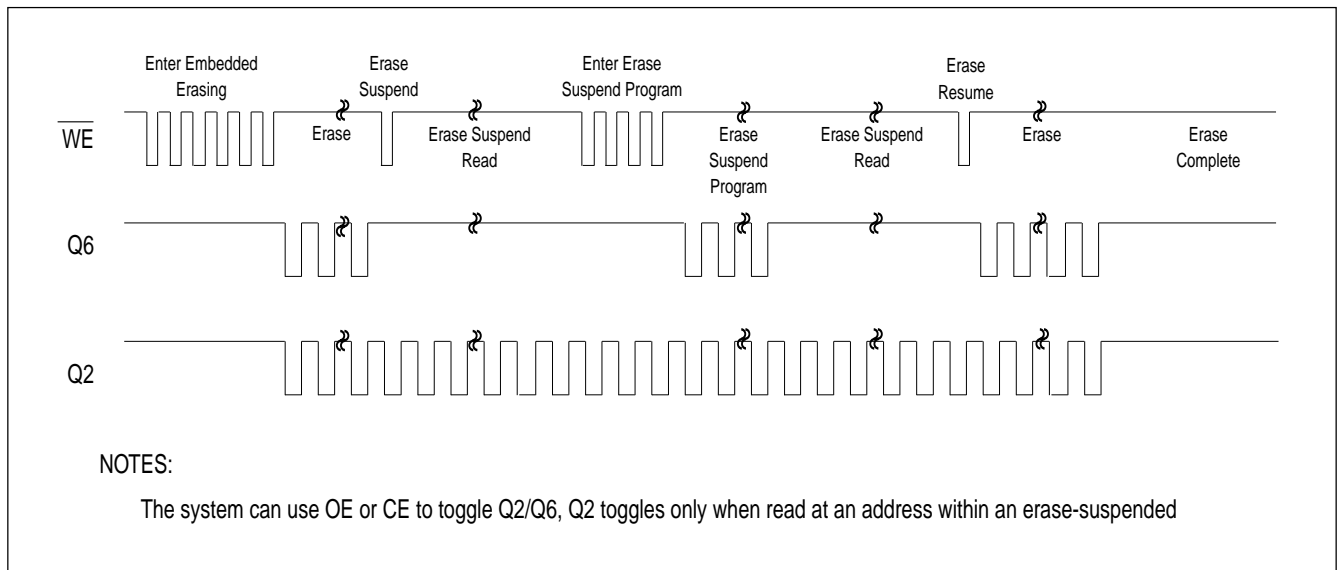 Enter Embedded
Erasing
Erase
Suspend
Enter Erase
Suspend Program
Erase
Resume
WE
Erase
Erase Suspend
Read
Erase
Suspend
Program
Erase Suspend
Read
Erase
Erase
Complete
Q6
Q2
NOTES:
The system can use OE or CE to toggle Q2/Q6, Q2 toggles only when read at an address within an erase-suspended